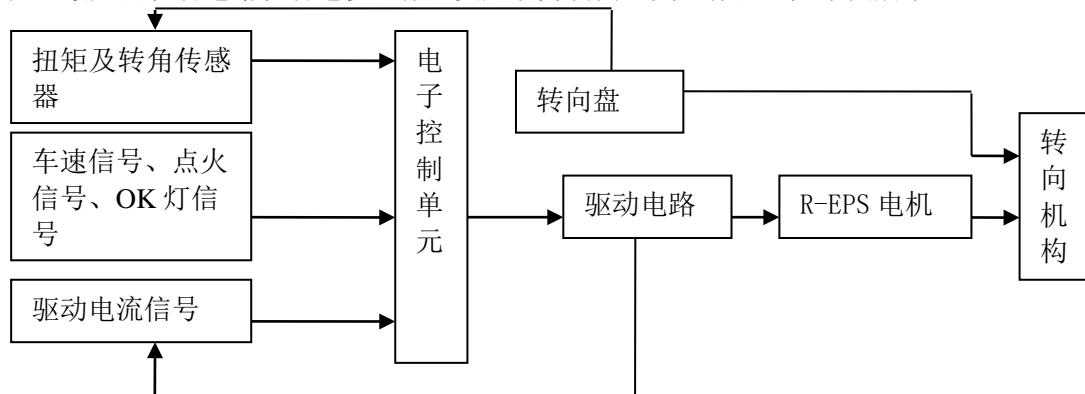 扭矩及转角传感
器
车速信号、点火
信号、OK 灯信
号
驱动电流信号
电
子
控
制
单
元
转向盘
驱动电路
R-EPS 电机
转
向
机
构